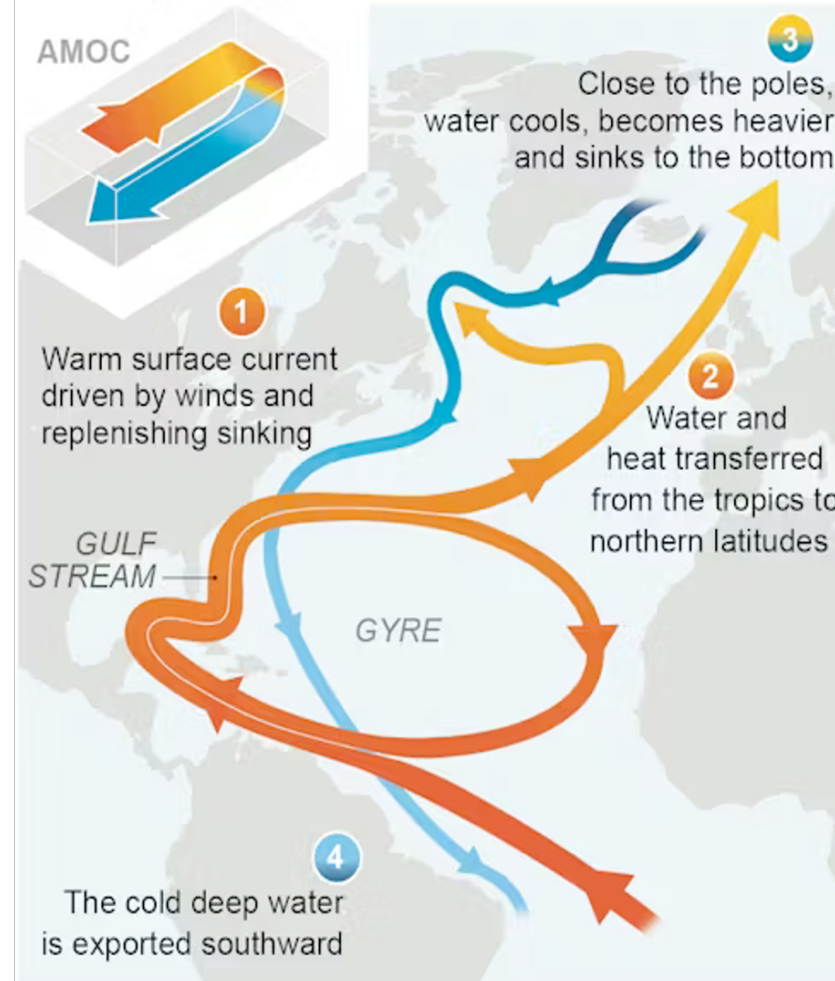 AMOC
3
Close to the poles,
water cools, becomes heavier
and sinks to the bottom
1
Warm surface current
driven by winds and
replenishing sinking
2
Water and
heat transferred
from the tropics to
northern latitudes
GULF
STREAM
GYRE
4
The cold deep water
is exported southward